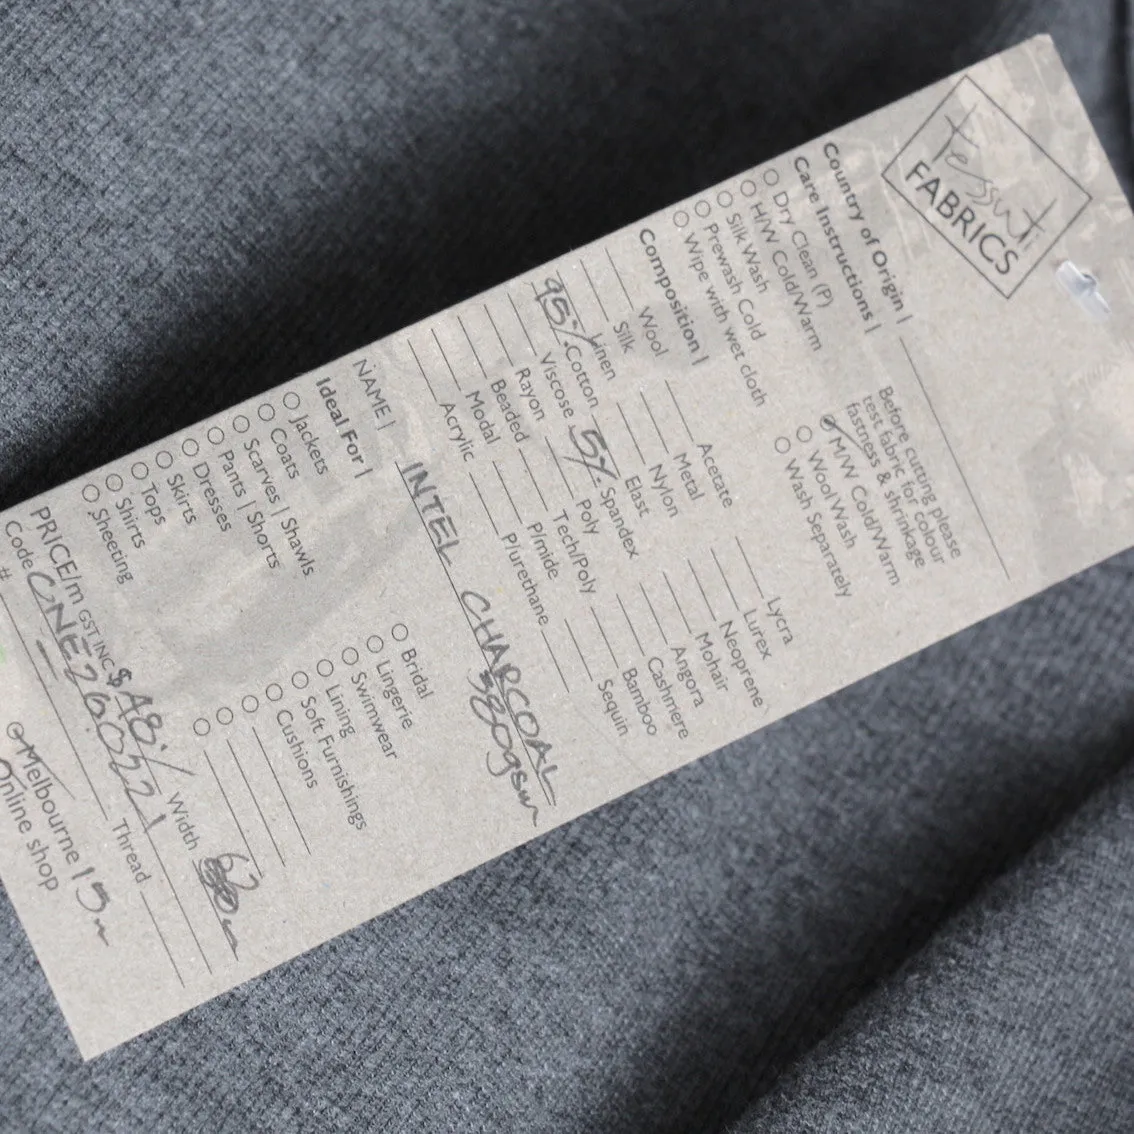 tessuti
FABRICS
Country of Origin |
Care Instructions |
Before cutting please
test fabric for colour
fastness & shrinkage
Dry Clean (P)
H/W Cold/Warm
Silk Wash
Prewash Cold
Wipe with wet cloth
M/W Cold/Warm
Wool Wash
Wash Separately
Composition |
Wool Acetate Lycra
Silk Metal Lurex
Linen Nylon Neoprene
95% Cotton Elast Mohair
Viscose 5% Spandex Angora
Rayon Poly Cashmere
Beaded Tech/Poly Bamboo
Modal P/mide Sequin
Acrylic P/urethane
NAME | INTEL CHARCOAL
Ideal For |
Jackets Bridal
Coats Lingerie
Scarves | Shawls Swimwear
Pants | Shorts Lining
Dresses Soft Furnishings
Skirts Cushions
Tops
Shirts
Sheeting
PRICE/m GST INC $ 48./ Width
Code ONE260221 Thread
#
Melbourne 15m
Online shop